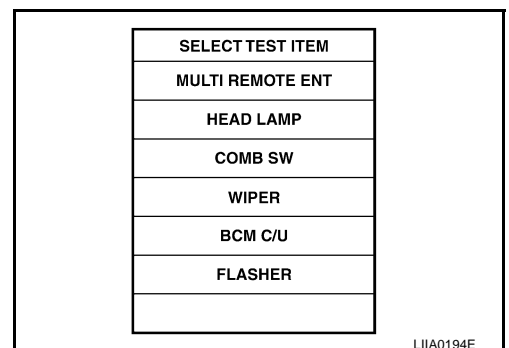 SELECT TEST ITEM
MULTI REMOTE ENT
HEAD LAMP
COMB SW
WIPER
BCM C/U
FLASHER
LIIA0194E